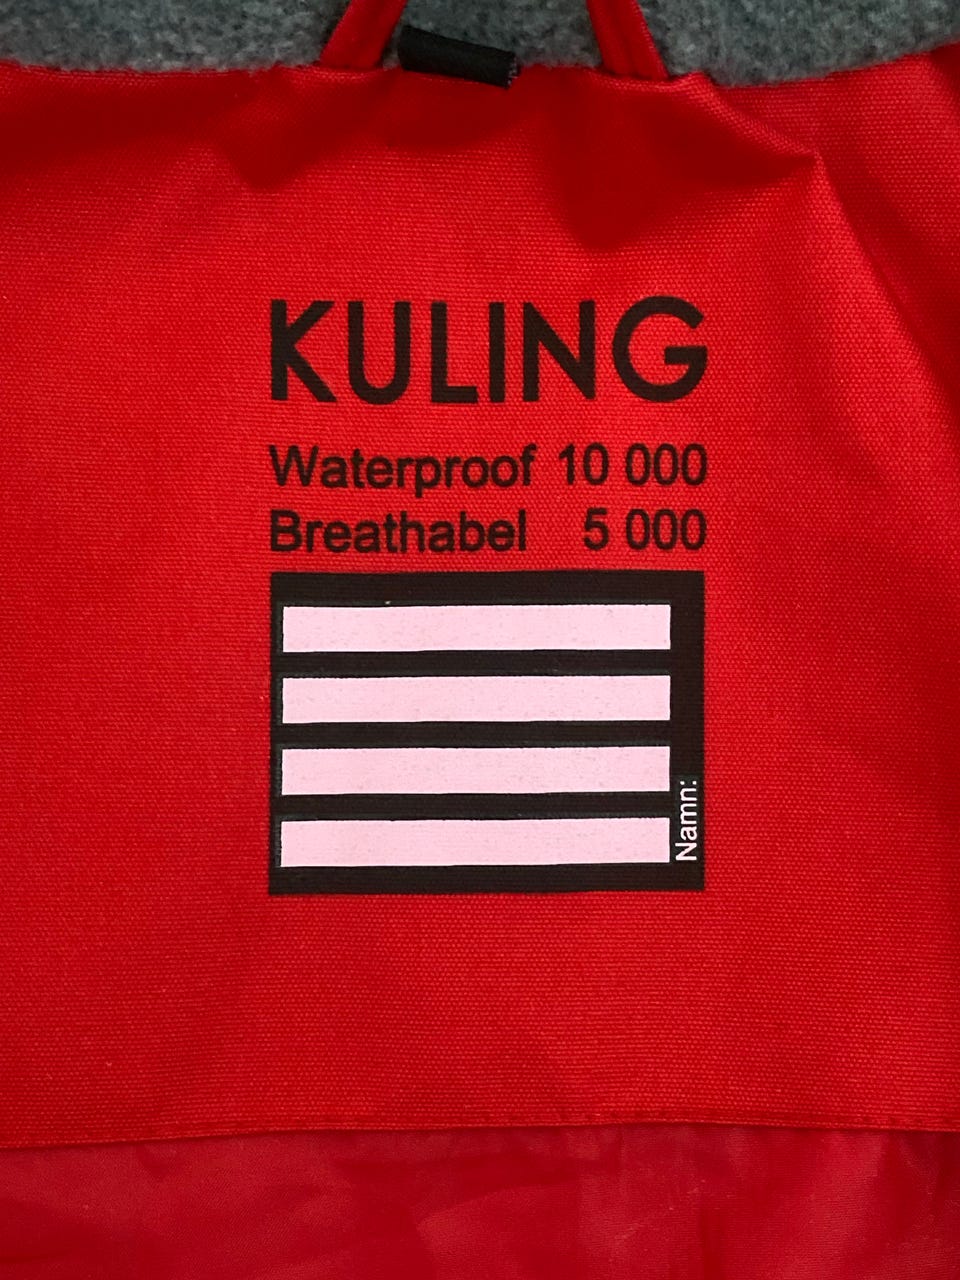 KULING
Waterproof 10 000
Breathabel 5 000
Namn: